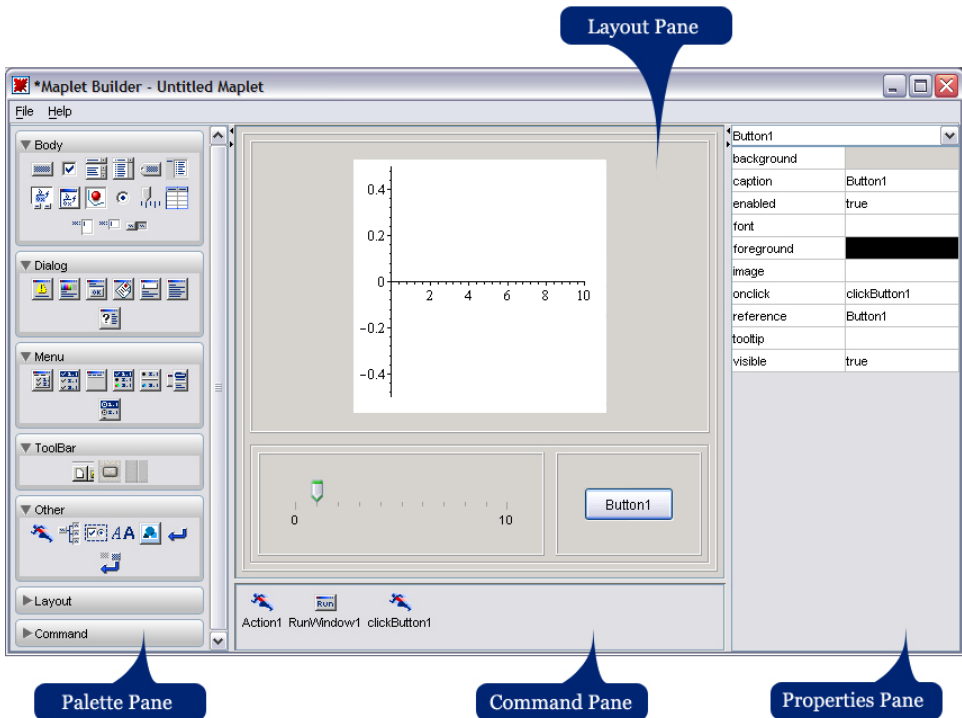 Layout Pane
*Maplet Builder - Untitled Maplet
File Help
Body
Dialog
Menu
ToolBar
Other
Layout
Command
0.4
0.2
0
2 4 6 8 10
-0.2
-0.4
0 10
Button1
Action1 RunWindow1 clickButton1
Run
Button1
background
caption Button1
enabled true
font
foreground
image
onclick clickButton1
reference Button1
tooltip
visible true
Palette Pane
Command Pane
Properties Pane